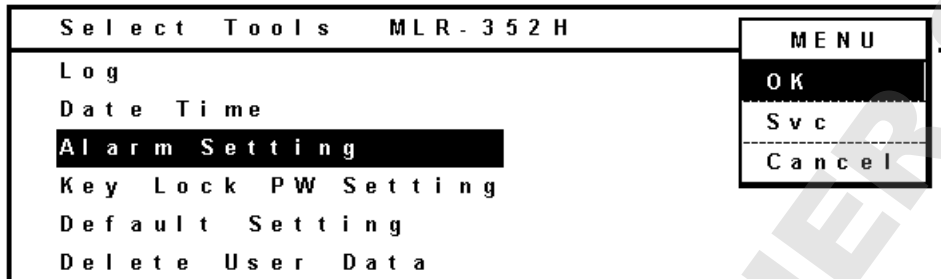 Select Tools MLR-352H
Log
Date Time
Alarm Setting
Key Lock PW Setting
Default Setting
Delete User Data
MENU
OK
Svc
Cancel